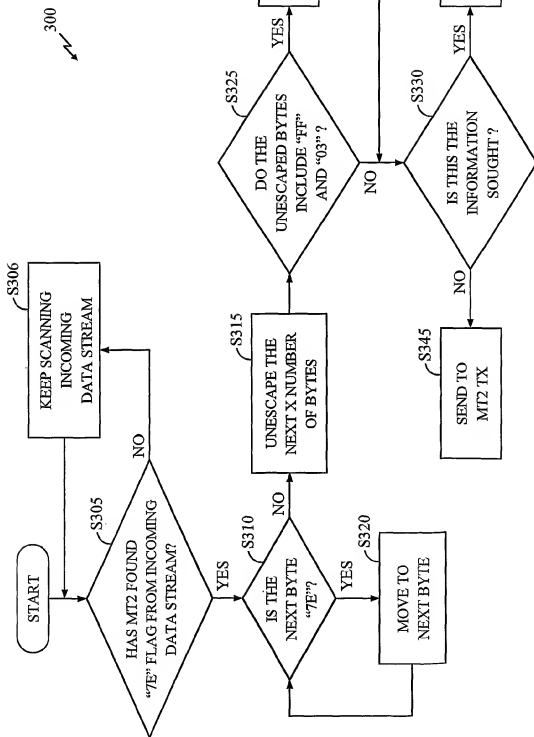 300
START
S306
KEEP SCANNING
INCOMING
DATA STREAM
S305
HAS MT2 FOUND
“7E” FLAG FROM INCOMING
DATA STREAM?
NO
YES
S310
IS THE
NEXT BYTE
“7E”?
NO
YES
S320
MOVE TO
NEXT BYTE
S315
UNESCAPE THE
NEXT X NUMBER
OF BYTES
S325
DO THE
UNESCAPED BYTES
INCLUDE “FF”
AND “03” ?
YES
NO
S330
IS THIS THE
INFORMATION
SOUGHT ?
YES
NO
S345
SEND TO
MT2 TX